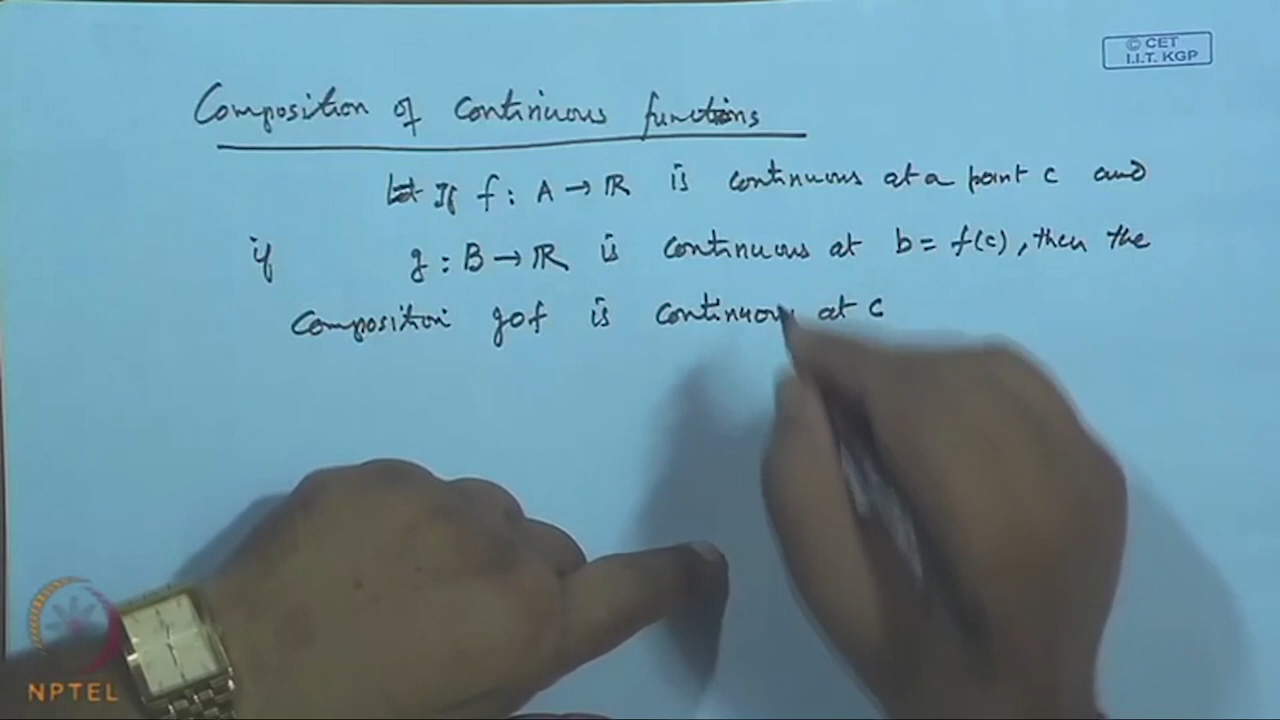 © CET
I.I.T. KGP
Composition of Continuous functions
Let If f : A → R is continuous at a point c and
if g : B → R is continuous at b = f(c), then the
Composition gof is continuous at c
NPTEL